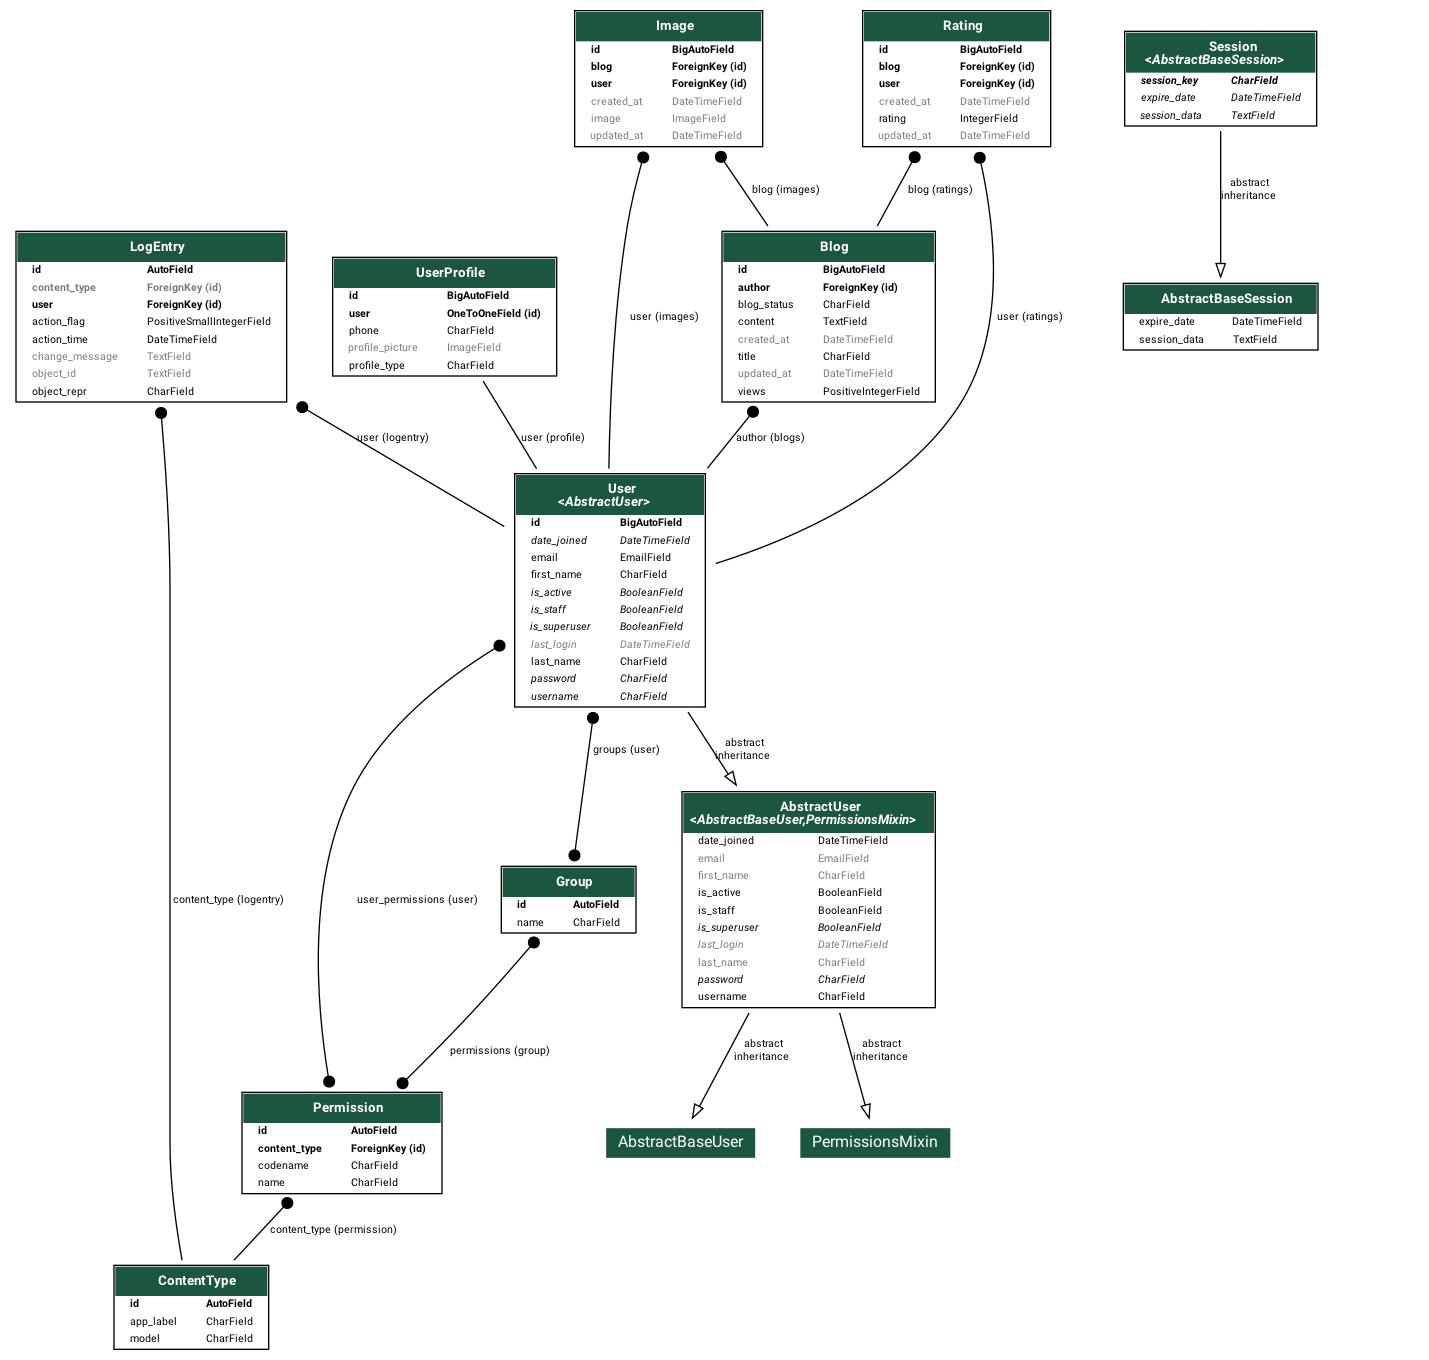 Image
id BigAutoField
blog ForeignKey (id)
user ForeignKey (id)
created_at DateTimeField
image ImageField
updated_at DateTimeField
Rating
id BigAutoField
blog ForeignKey (id)
user ForeignKey (id)
created_at DateTimeField
rating IntegerField
updated_at DateTimeField
Session
<AbstractBaseSession>
session_key CharField
expire_date DateTimeField
session_data TextField
blog (images)
blog (ratings)
abstract
inheritance
LogEntry
id AutoField
content_type ForeignKey (id)
user ForeignKey (id)
action_flag PositiveSmallIntegerField
action_time DateTimeField
change_message TextField
object_id TextField
object_repr CharField
UserProfile
id BigAutoField
user OneToOneField (id)
phone CharField
profile_picture ImageField
profile_type CharField
user (images)
Blog
id BigAutoField
author ForeignKey (id)
blog_status CharField
content TextField
created_at DateTimeField
title CharField
updated_at DateTimeField
views PositiveIntegerField
user (ratings)
AbstractBaseSession
expire_date DateTimeField
session_data TextField
user (logentry)
user (profile)
author (blogs)
User
<AbstractUser>
id BigAutoField
date_joined DateTimeField
email EmailField
first_name CharField
is_active BooleanField
is_staff BooleanField
is_superuser BooleanField
last_login DateTimeField
last_name CharField
password CharField
username CharField
groups (user)
abstract
inheritance
AbstractUser
<AbstractBaseUser,PermissionsMixin>
date_joined DateTimeField
email EmailField
first_name CharField
is_active BooleanField
is_staff BooleanField
is_superuser BooleanField
last_login DateTimeField
last_name CharField
password CharField
username CharField
content_type (logentry)
user_permissions (user)
Group
id AutoField
name CharField
permissions (group)
abstract
inheritance
abstract
inheritance
Permission
id AutoField
content_type ForeignKey (id)
codename CharField
name CharField
AbstractBaseUser
PermissionsMixin
content_type (permission)
ContentType
id AutoField
app_label CharField
model CharField